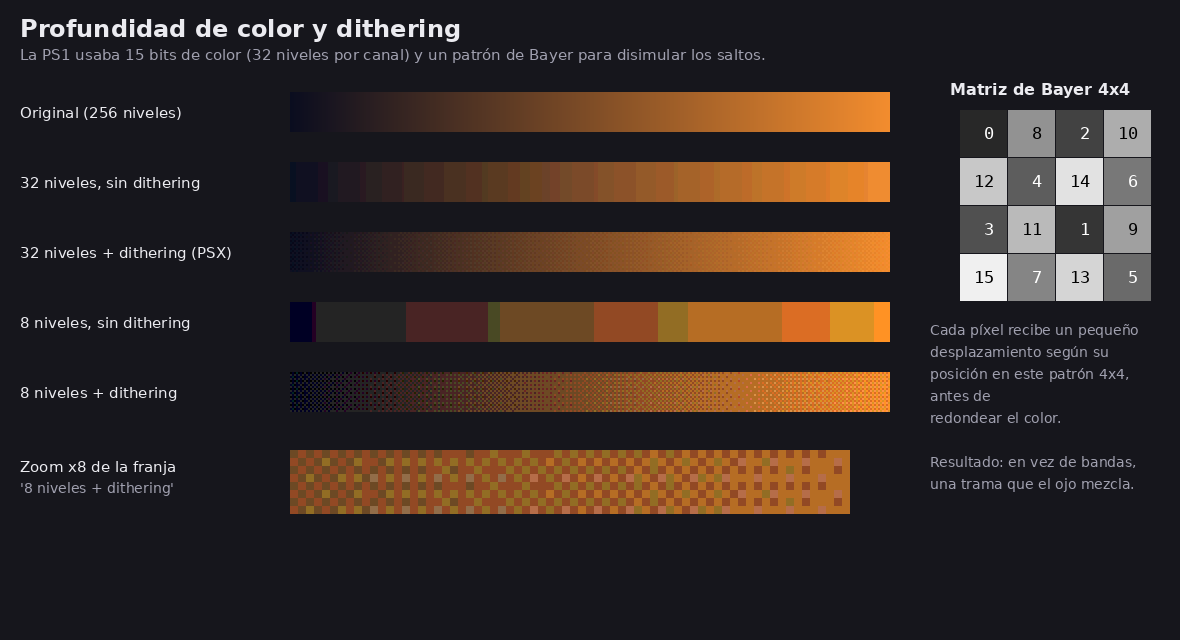 Profundidad de color y dithering
La PS1 usaba 15 bits de color (32 niveles por canal) y un patrón de Bayer para disimular los saltos.
Original (256 niveles)
32 niveles, sin dithering
32 niveles + dithering (PSX)
8 niveles, sin dithering
8 niveles + dithering
Zoom x8 de la franja
'8 niveles + dithering'
Matriz de Bayer 4x4
0 8 2 10
12 4 14 6
3 11 1 9
15 7 13 5
Cada píxel recibe un pequeño
desplazamiento según su
posición en este patrón 4x4,
antes de
redondear el color.
Resultado: en vez de bandas,
una trama que el ojo mezcla.